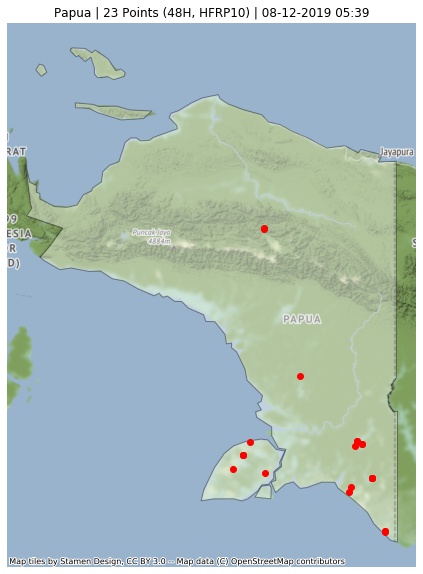 Papua | 23 Points (48H, HFRP10) | 08-12-2019 05:39
Jayapura
RAT
9
ESIA
R
D)
Puncak Jaya
4884m
S
PAPUA
Map tiles by Stamen Design, CC BY 3.0 -- Map data (C) OpenStreetMap contributors